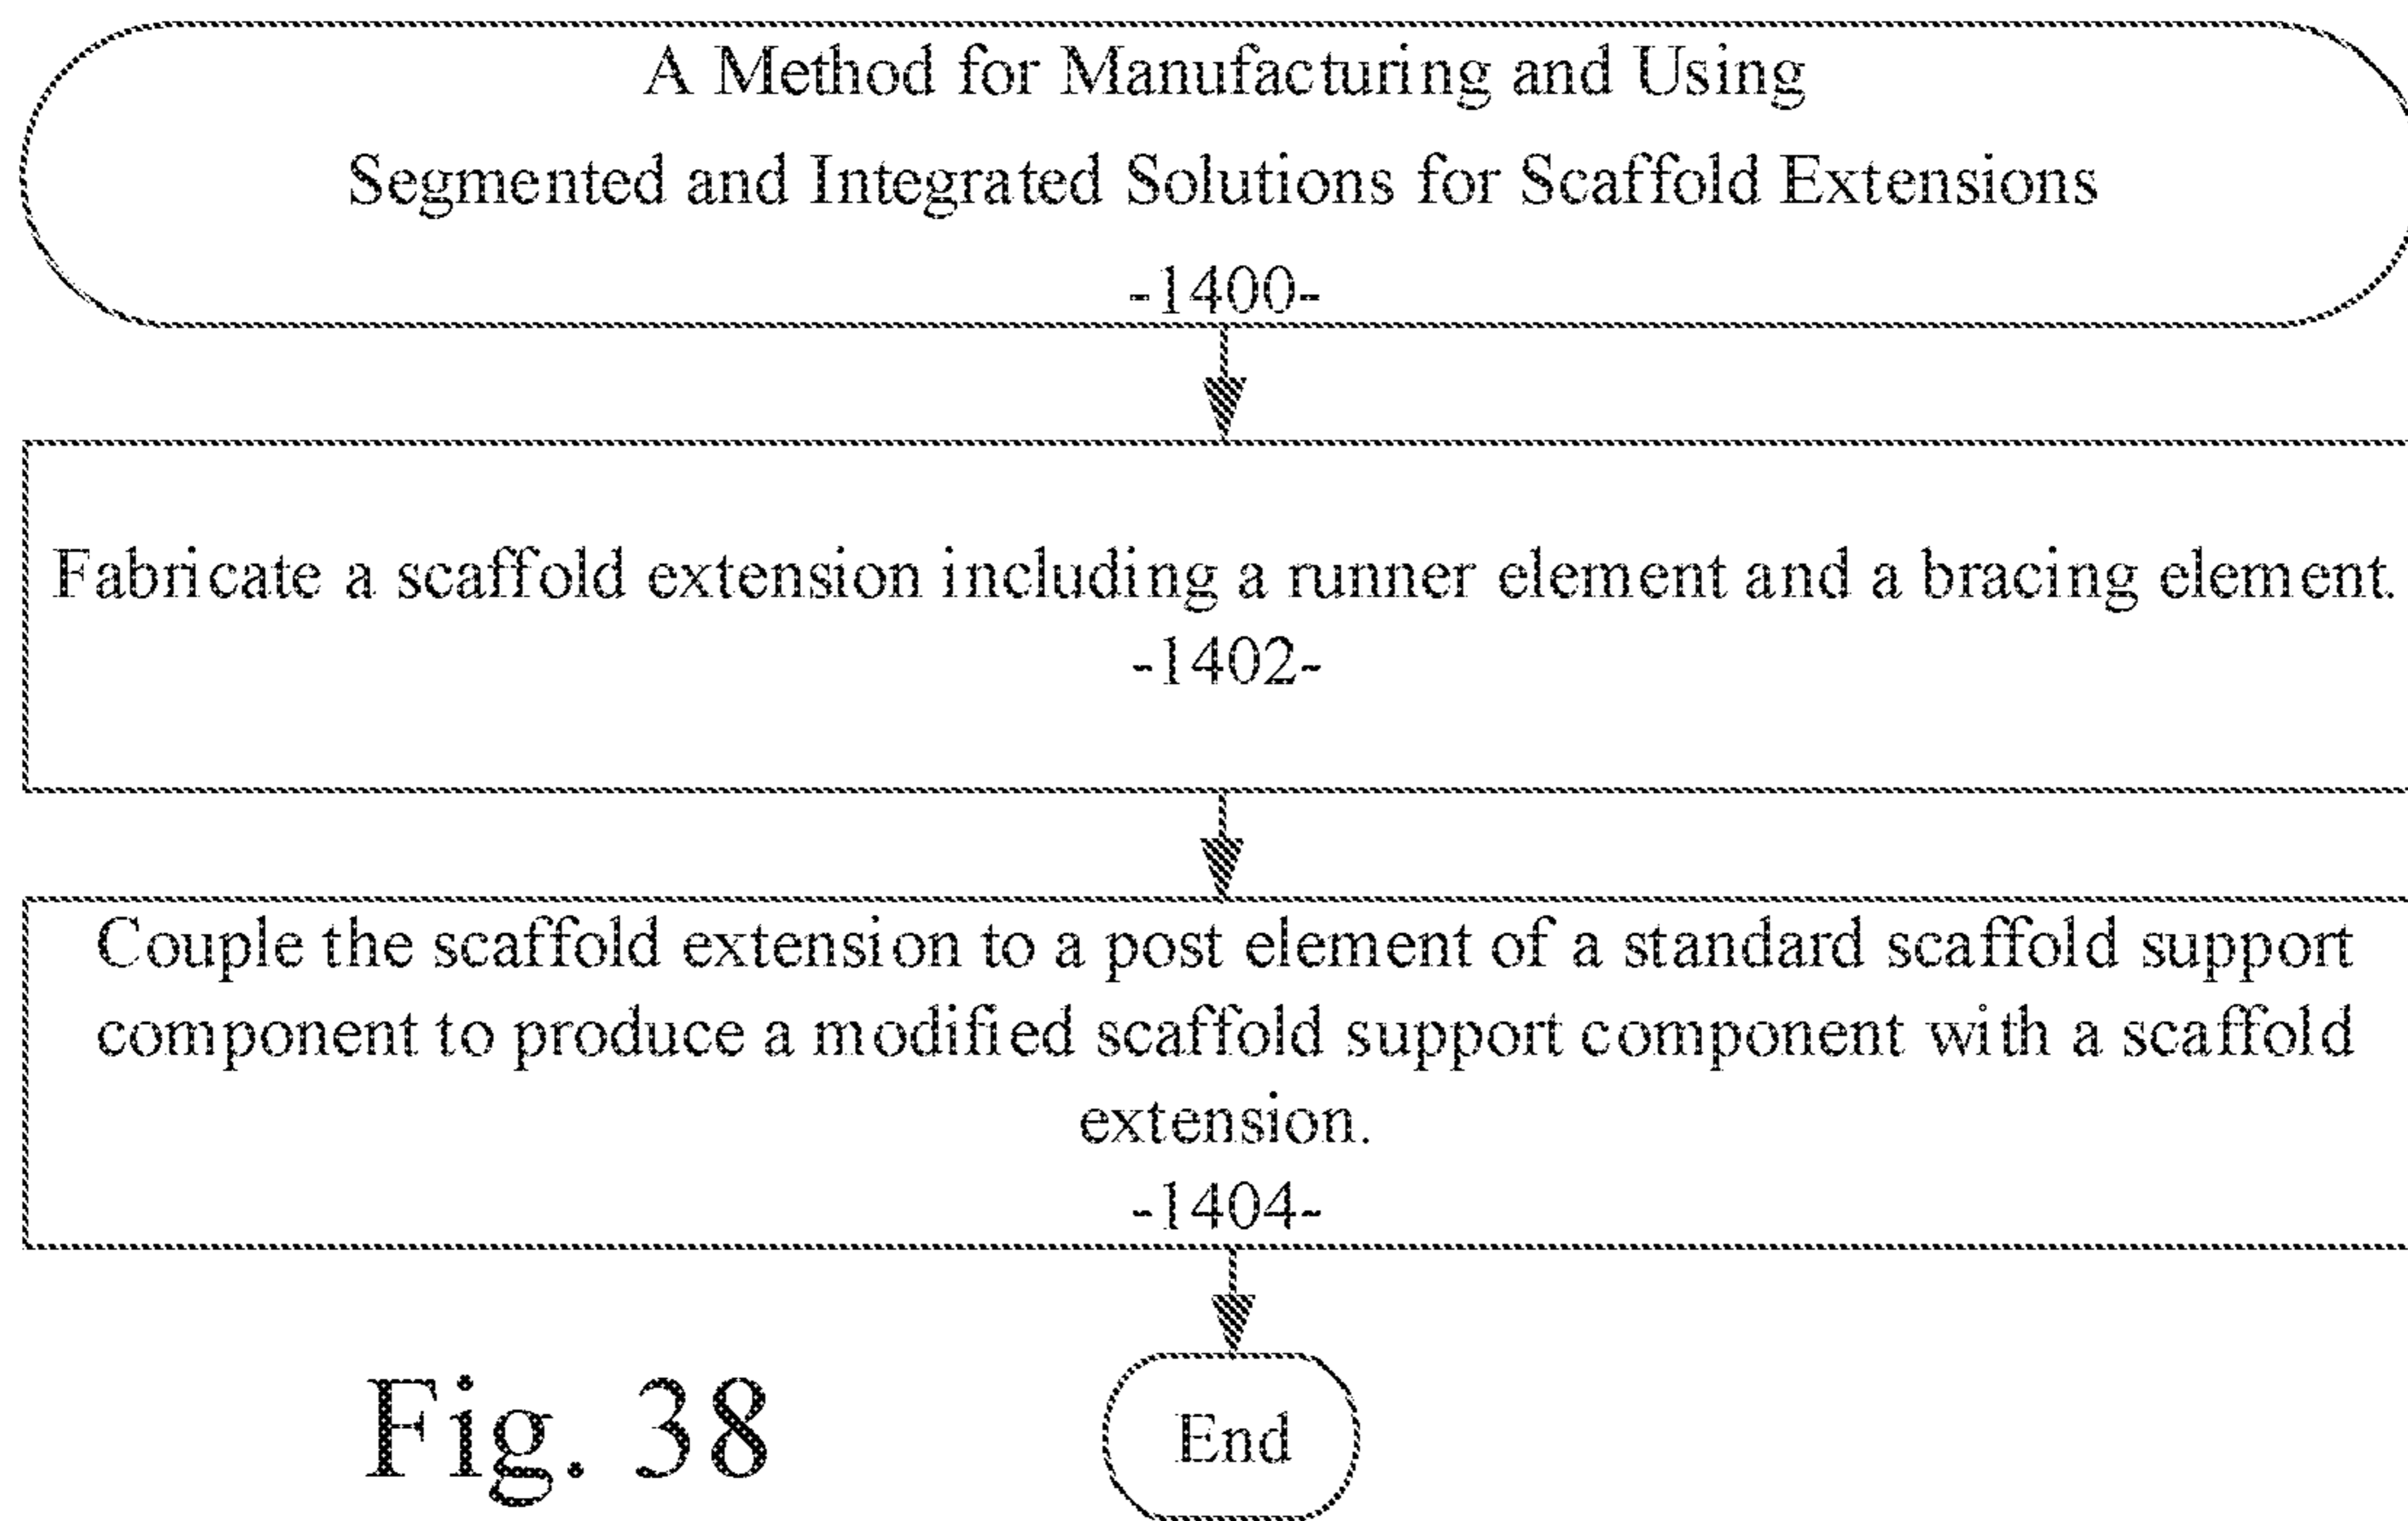 A Method for Manufacturing and Using
Segmented and Integrated Solutions for Scaffold Extensions
-1400-
Fabricate a scaffold extension including a runner element and a bracing element.
-1402-
Couple the scaffold extension to a post element of a standard scaffold support
component to produce a modified scaffold support component with a scaffold
extension.
-1404-
End
Fig. 38